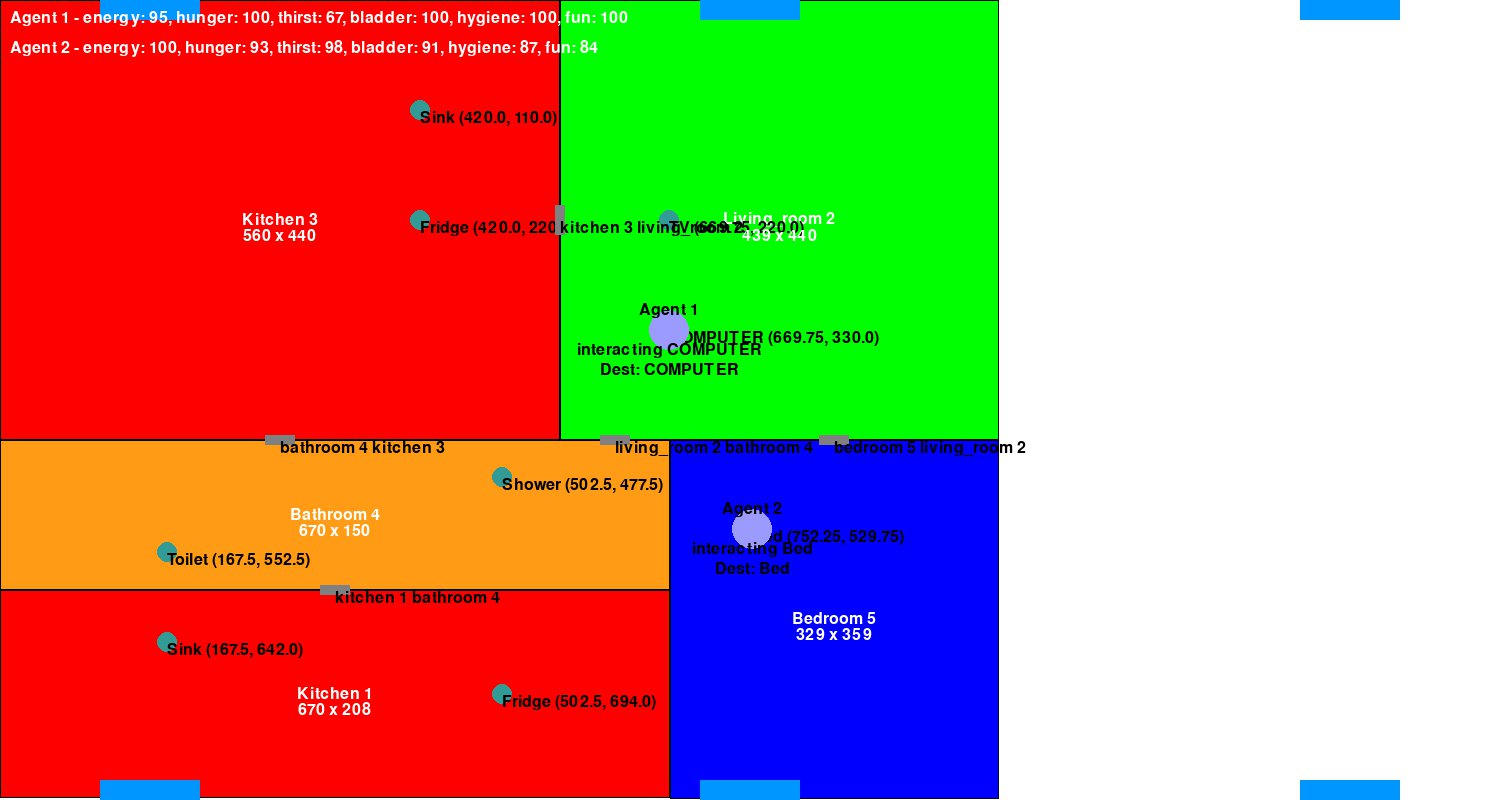 Agent 1 - energy: 95, hunger: 100, thirst: 67, bladder: 100, hygiene: 100, fun: 100
Agent 2 - energy: 100, hunger: 93, thirst: 98, bladder: 91, hygiene: 87, fun: 84
Sink (420.0, 110.0)
Kitchen 3
560 x 440
Fridge (420.0, 220
kitchen 3 living_room 2
TV (669.75, 220.0)
Living_room 2
439 x 440
Agent 1
OMPUTER (669.75, 330.0)
interacting COMPUTER
Dest: COMPUTER
bathroom 4 kitchen 3
living_room 2 bathroom 4
bedroom 5 living_room 2
Shower (502.5, 477.5)
Bathroom 4
670 x 150
Toilet (167.5, 552.5)
Agent 2
d (752.25, 529.75)
interacting Bed
Dest: Bed
kitchen 1 bathroom 4
Bedroom 5
329 x 359
Sink (167.5, 642.0)
Kitchen 1
670 x 208
Fridge (502.5, 694.0)